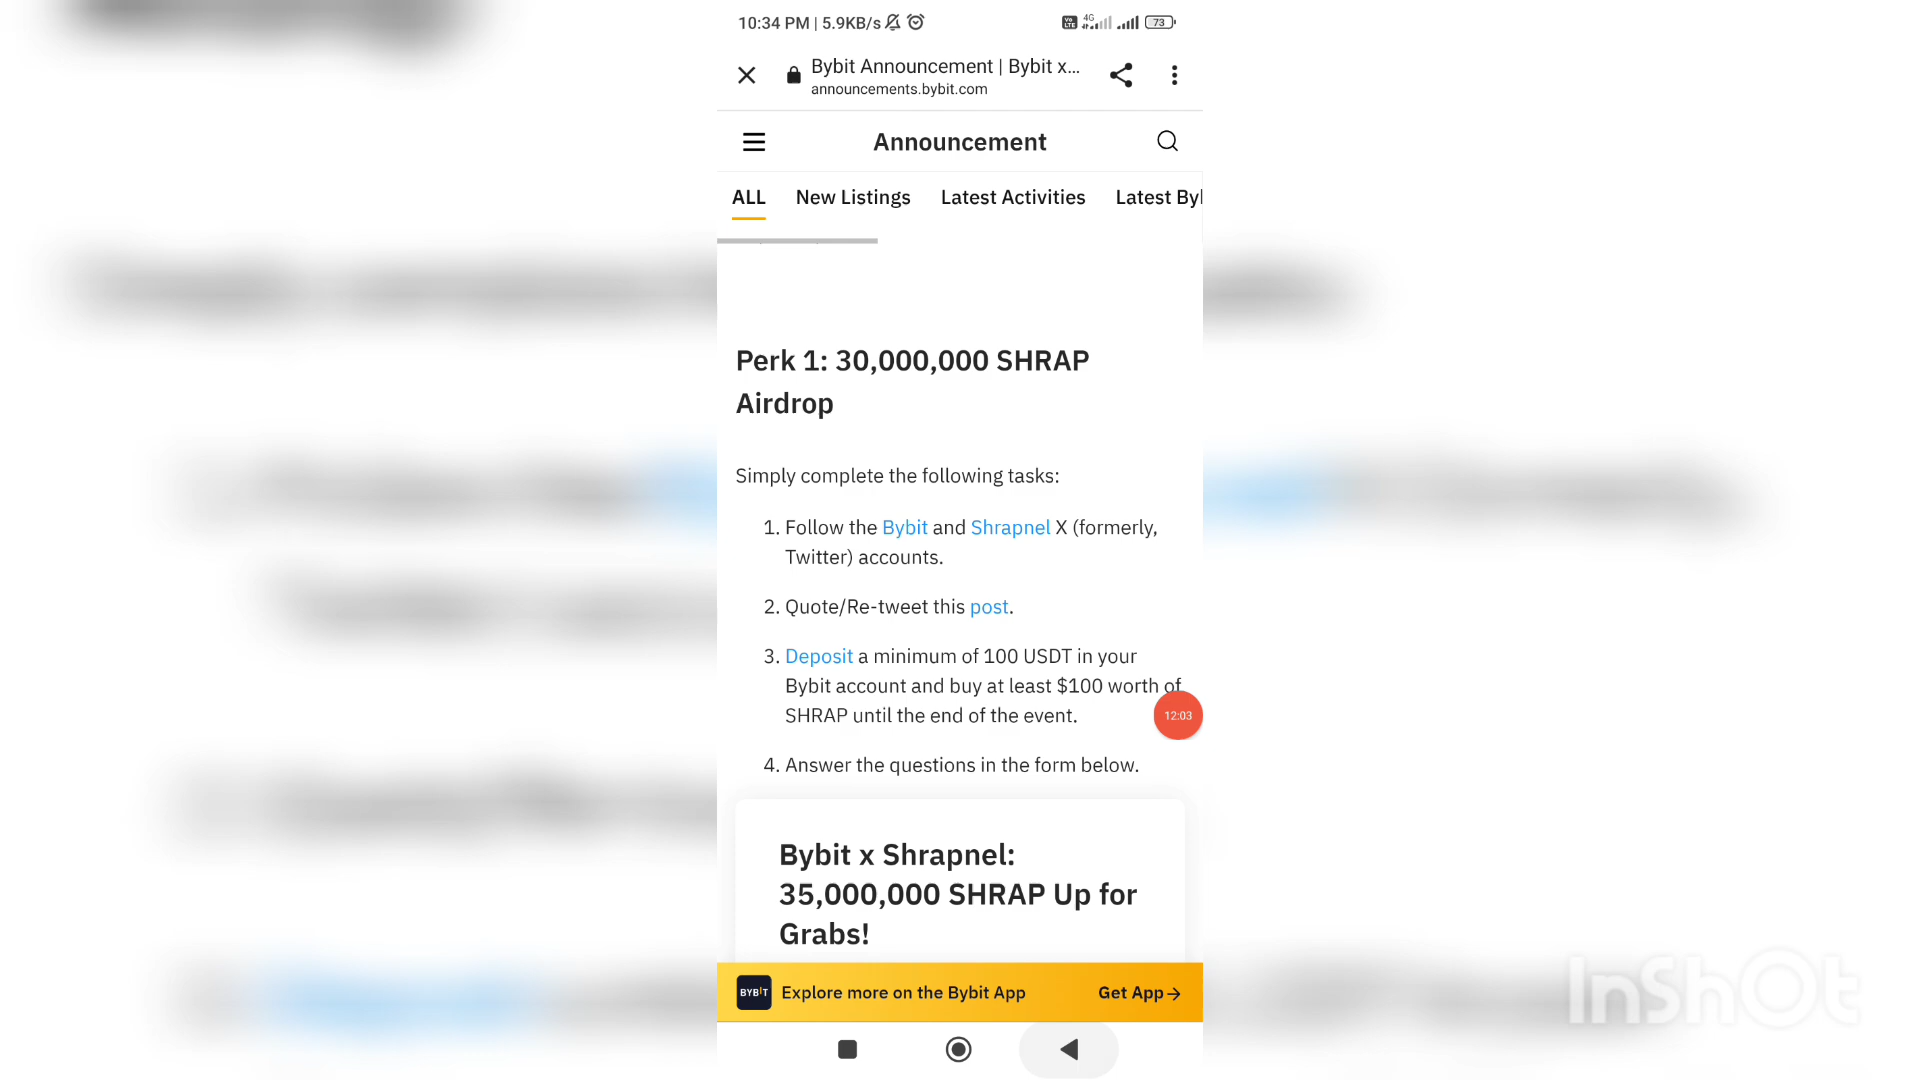 10:34 PM | 5.9KB/s
Vo LTE 4G 73
Bybit Announcement | Bybit x...
announcements.bybit.com
Announcement
ALL New Listings Latest Activities Latest Byl
Perk 1: 30,000,000 SHRAP
Airdrop
Simply complete the following tasks:
1. Follow the Bybit and Shrapnel X (formerly,
Twitter) accounts.
2. Quote/Re-tweet this post.
3. Deposit a minimum of 100 USDT in your
Bybit account and buy at least $100 worth of
SHRAP until the end of the event.
12:03
4. Answer the questions in the form below.
Bybit x Shrapnel:
35,000,000 SHRAP Up for
Grabs!
BYBIT Explore more on the Bybit App Get App→
InShOt